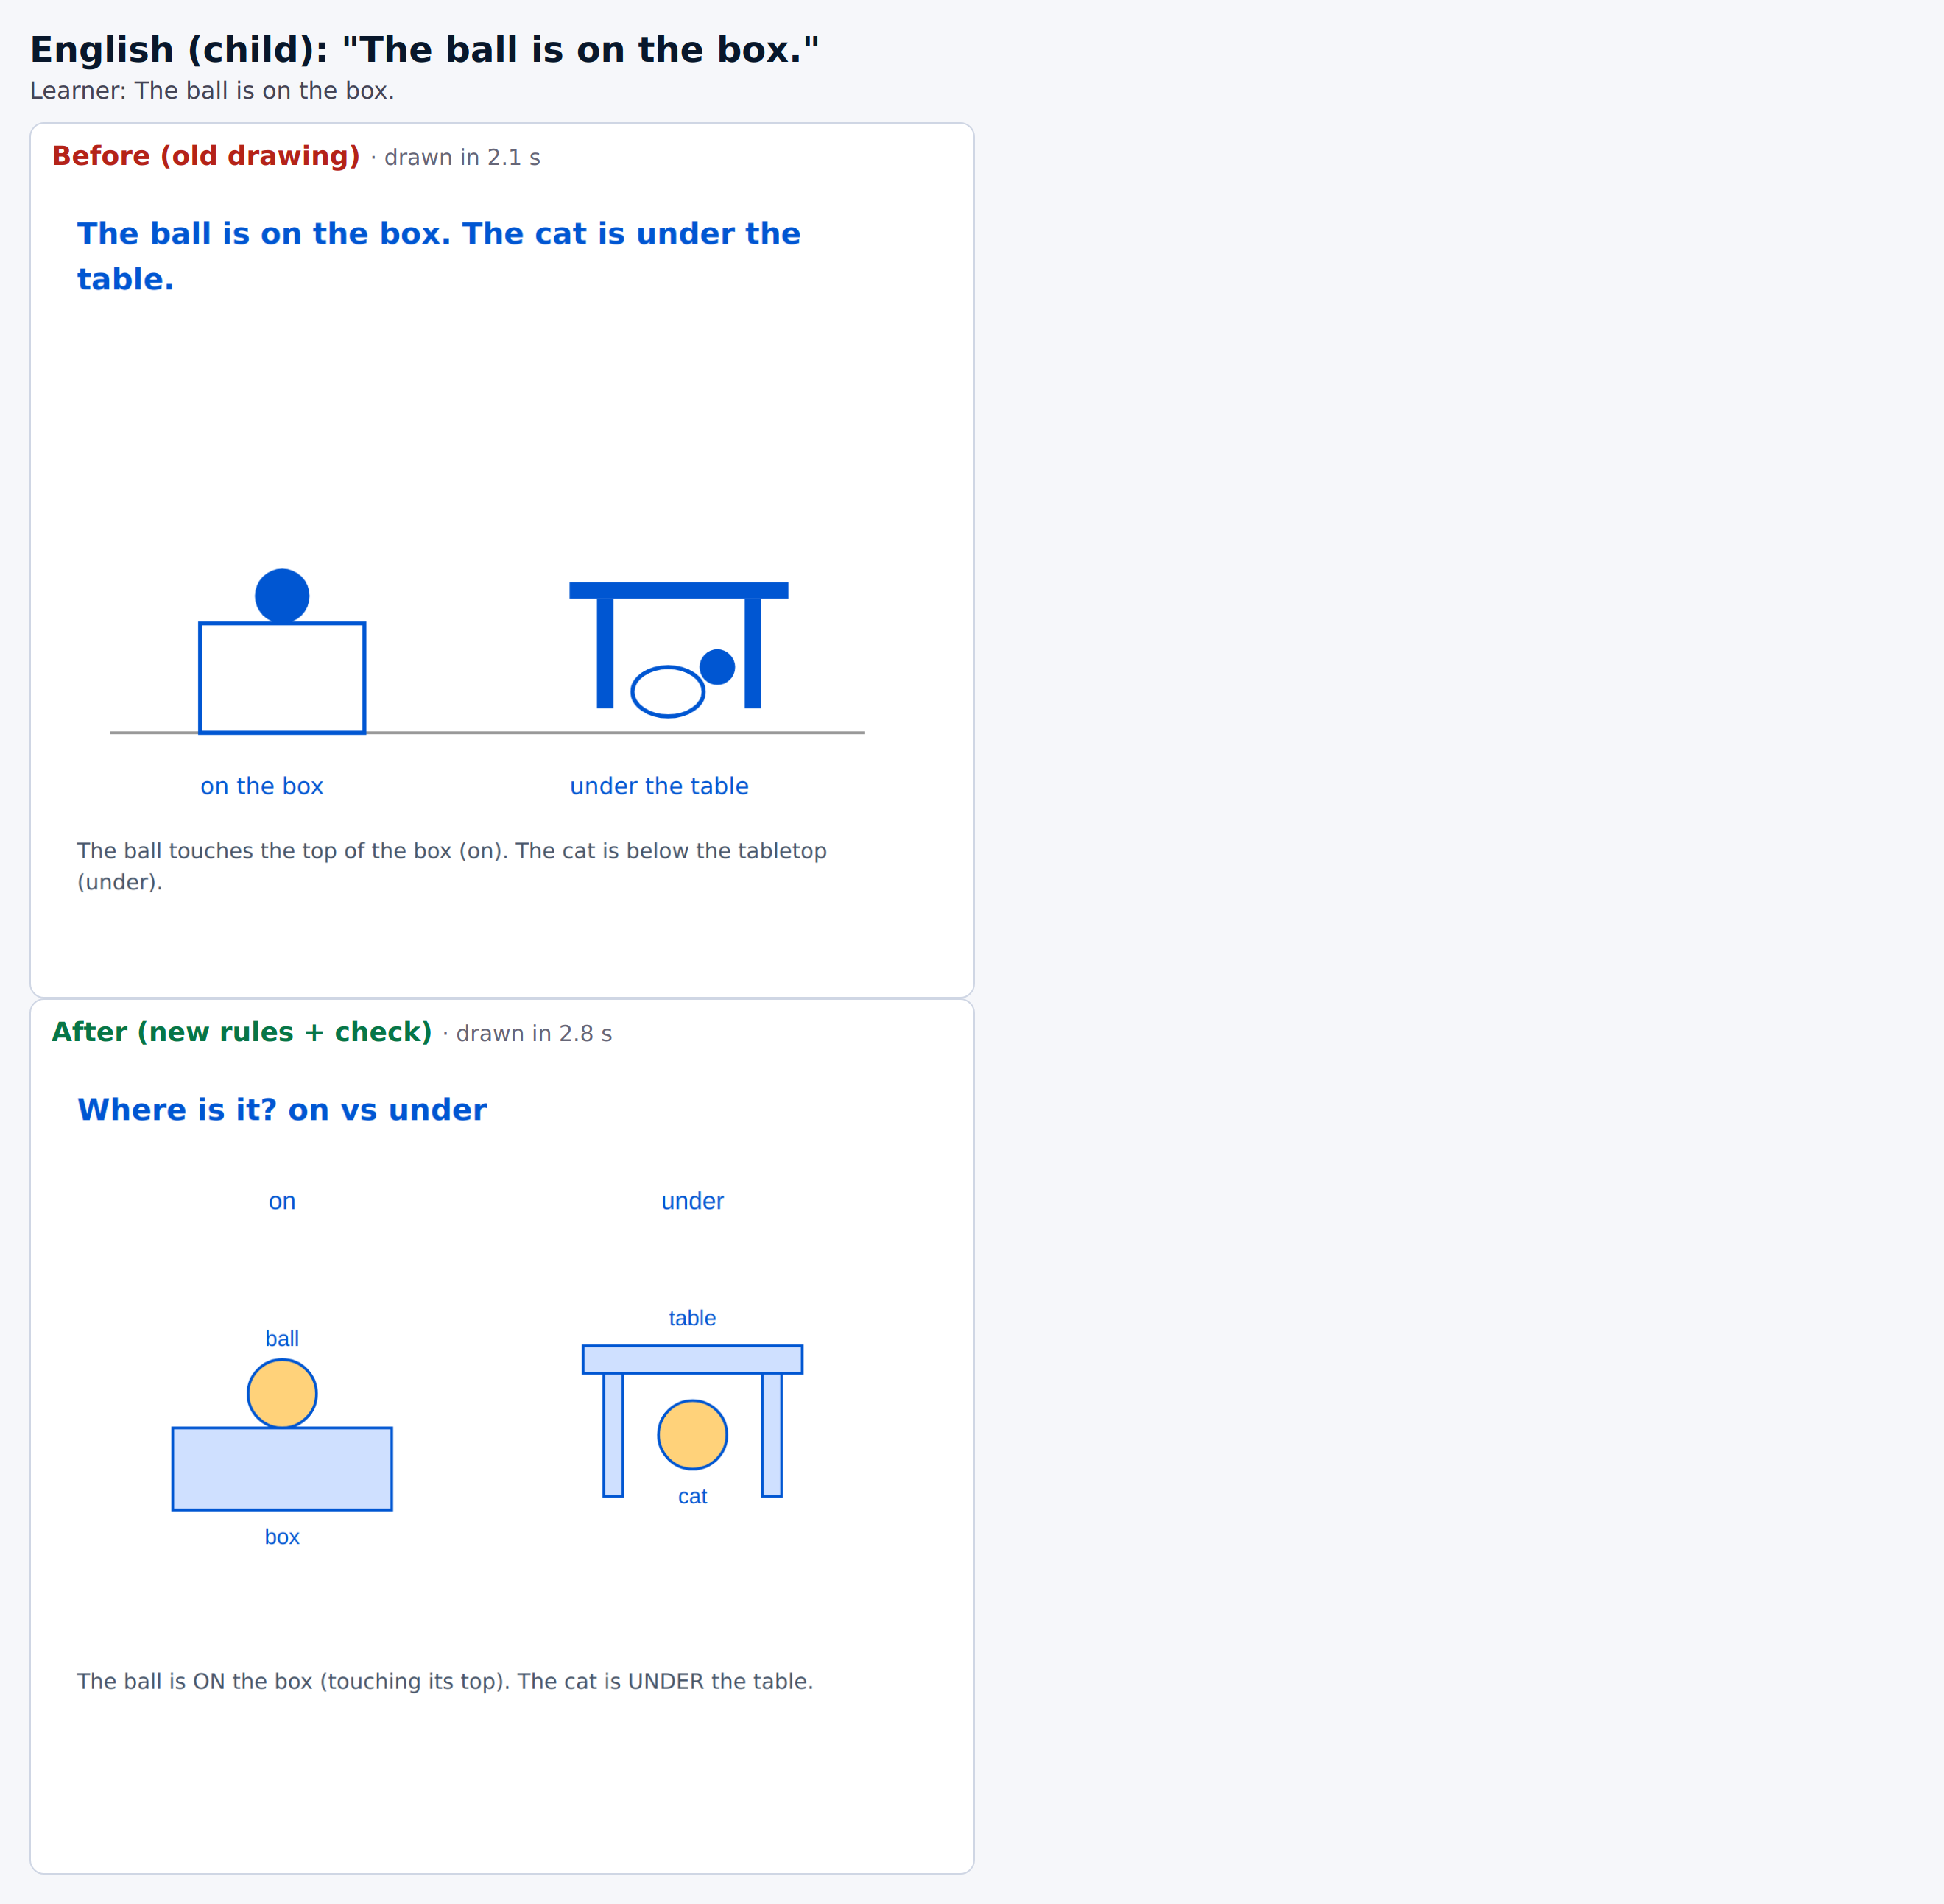 English (child): "The ball is on the box."
Learner: The ball is on the box.
Before (old drawing) · drawn in 2.1 s
The ball is on the box. The cat is under the
table.
on the box
under the table
The ball touches the top of the box (on). The cat is below the tabletop
(under).
After (new rules + check) · drawn in 2.8 s
Where is it? on vs under
on
under
table
ball
cat
box
The ball is ON the box (touching its top). The cat is UNDER the table.